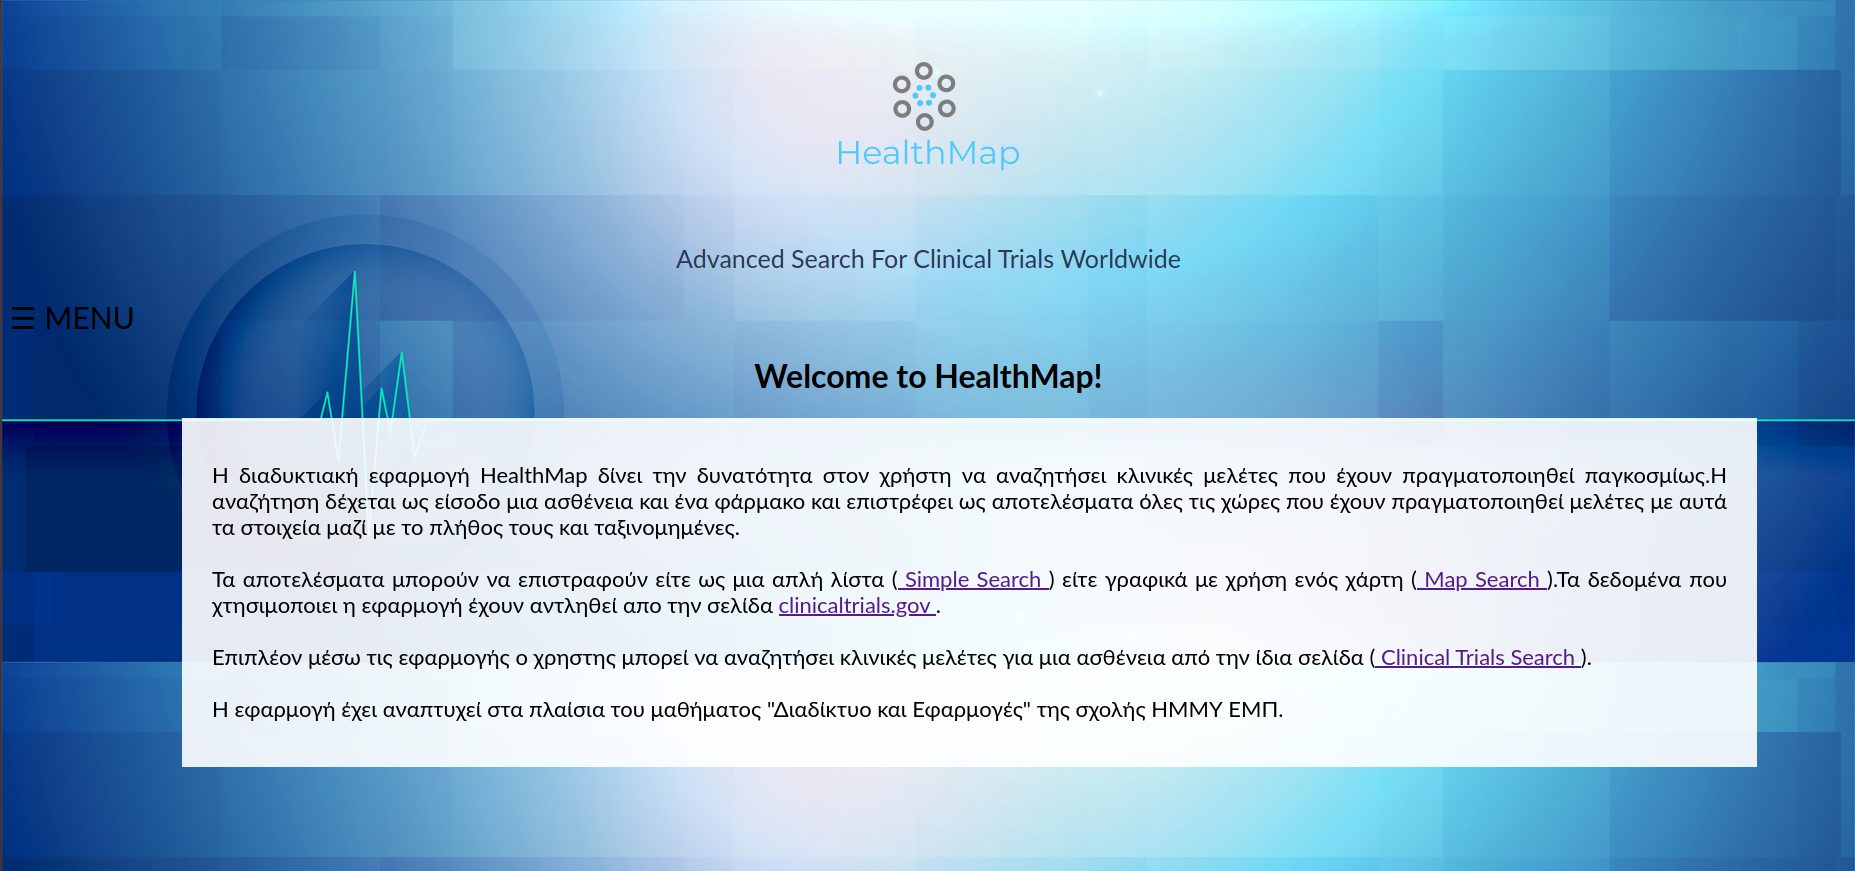 HealthMap
Advanced Search For Clinical Trials Worldwide
☰ MENU
Welcome to HealthMap!
Η διαδυκτιακή εφαρμογή HealthMap δίνει την δυνατότητα στον χρήστη να αναζητήσει κλινικές μελέτες που έχουν πραγματοποιηθεί παγκοσμίως.Η
αναζήτηση δέχεται ως είσοδο μια ασθένεια και ένα φάρμακο και επιστρέφει ως αποτελέσματα όλες τις χώρες που έχουν πραγματοποιηθεί μελέτες με αυτά
τα στοιχεία μαζί με το πλήθος τους και ταξινομημένες.
Τα αποτελέσματα μπορούν να επιστραφούν είτε ως μια απλή λίστα ( Simple Search ) είτε γραφικά με χρήση ενός χάρτη ( Map Search ).Τα δεδομένα που
χτησιμοποιει η εφαρμογή έχουν αντληθεί απο την σελίδα clinicaltrials.gov .
Επιπλέον μέσω τις εφαρμογής ο χρηστης μπορεί να αναζητήσει κλινικές μελέτες για μια ασθένεια από την ίδια σελίδα ( Clinical Trials Search ).
Η εφαρμογή έχει αναπτυχεί στα πλαίσια του μαθήματος "Διαδίκτυο και Εφαρμογές" της σχολής ΗΜΜΥ ΕΜΠ.